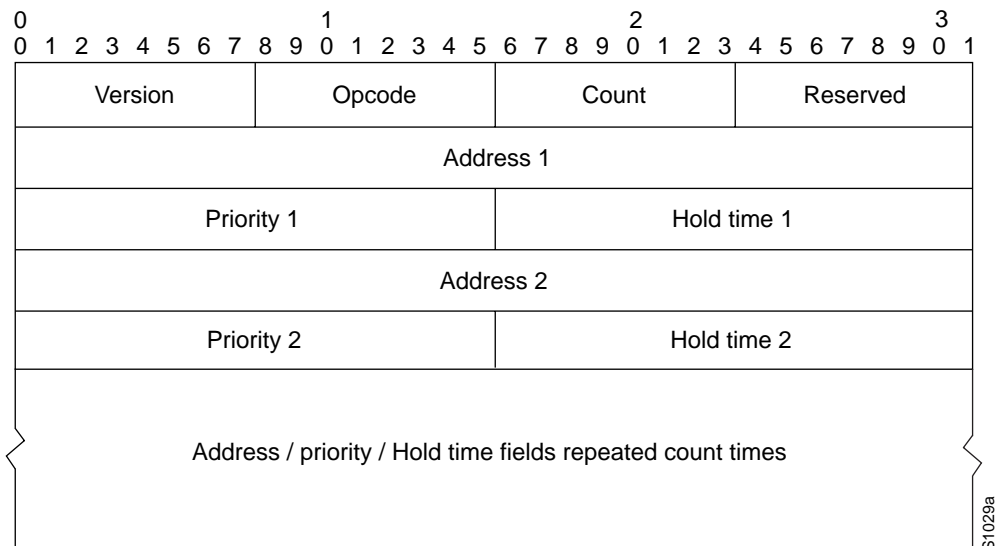 0 1 2 3
0 1 2 3 4 5 6 7 8 9 0 1 2 3 4 5 6 7 8 9 0 1 2 3 4 5 6 7 8 9 0 1
Version Opcode Count Reserved
Address 1
Priority 1 Hold time 1
Address 2
Priority 2 Hold time 2
Address / priority / Hold time fields repeated count times
S1029a